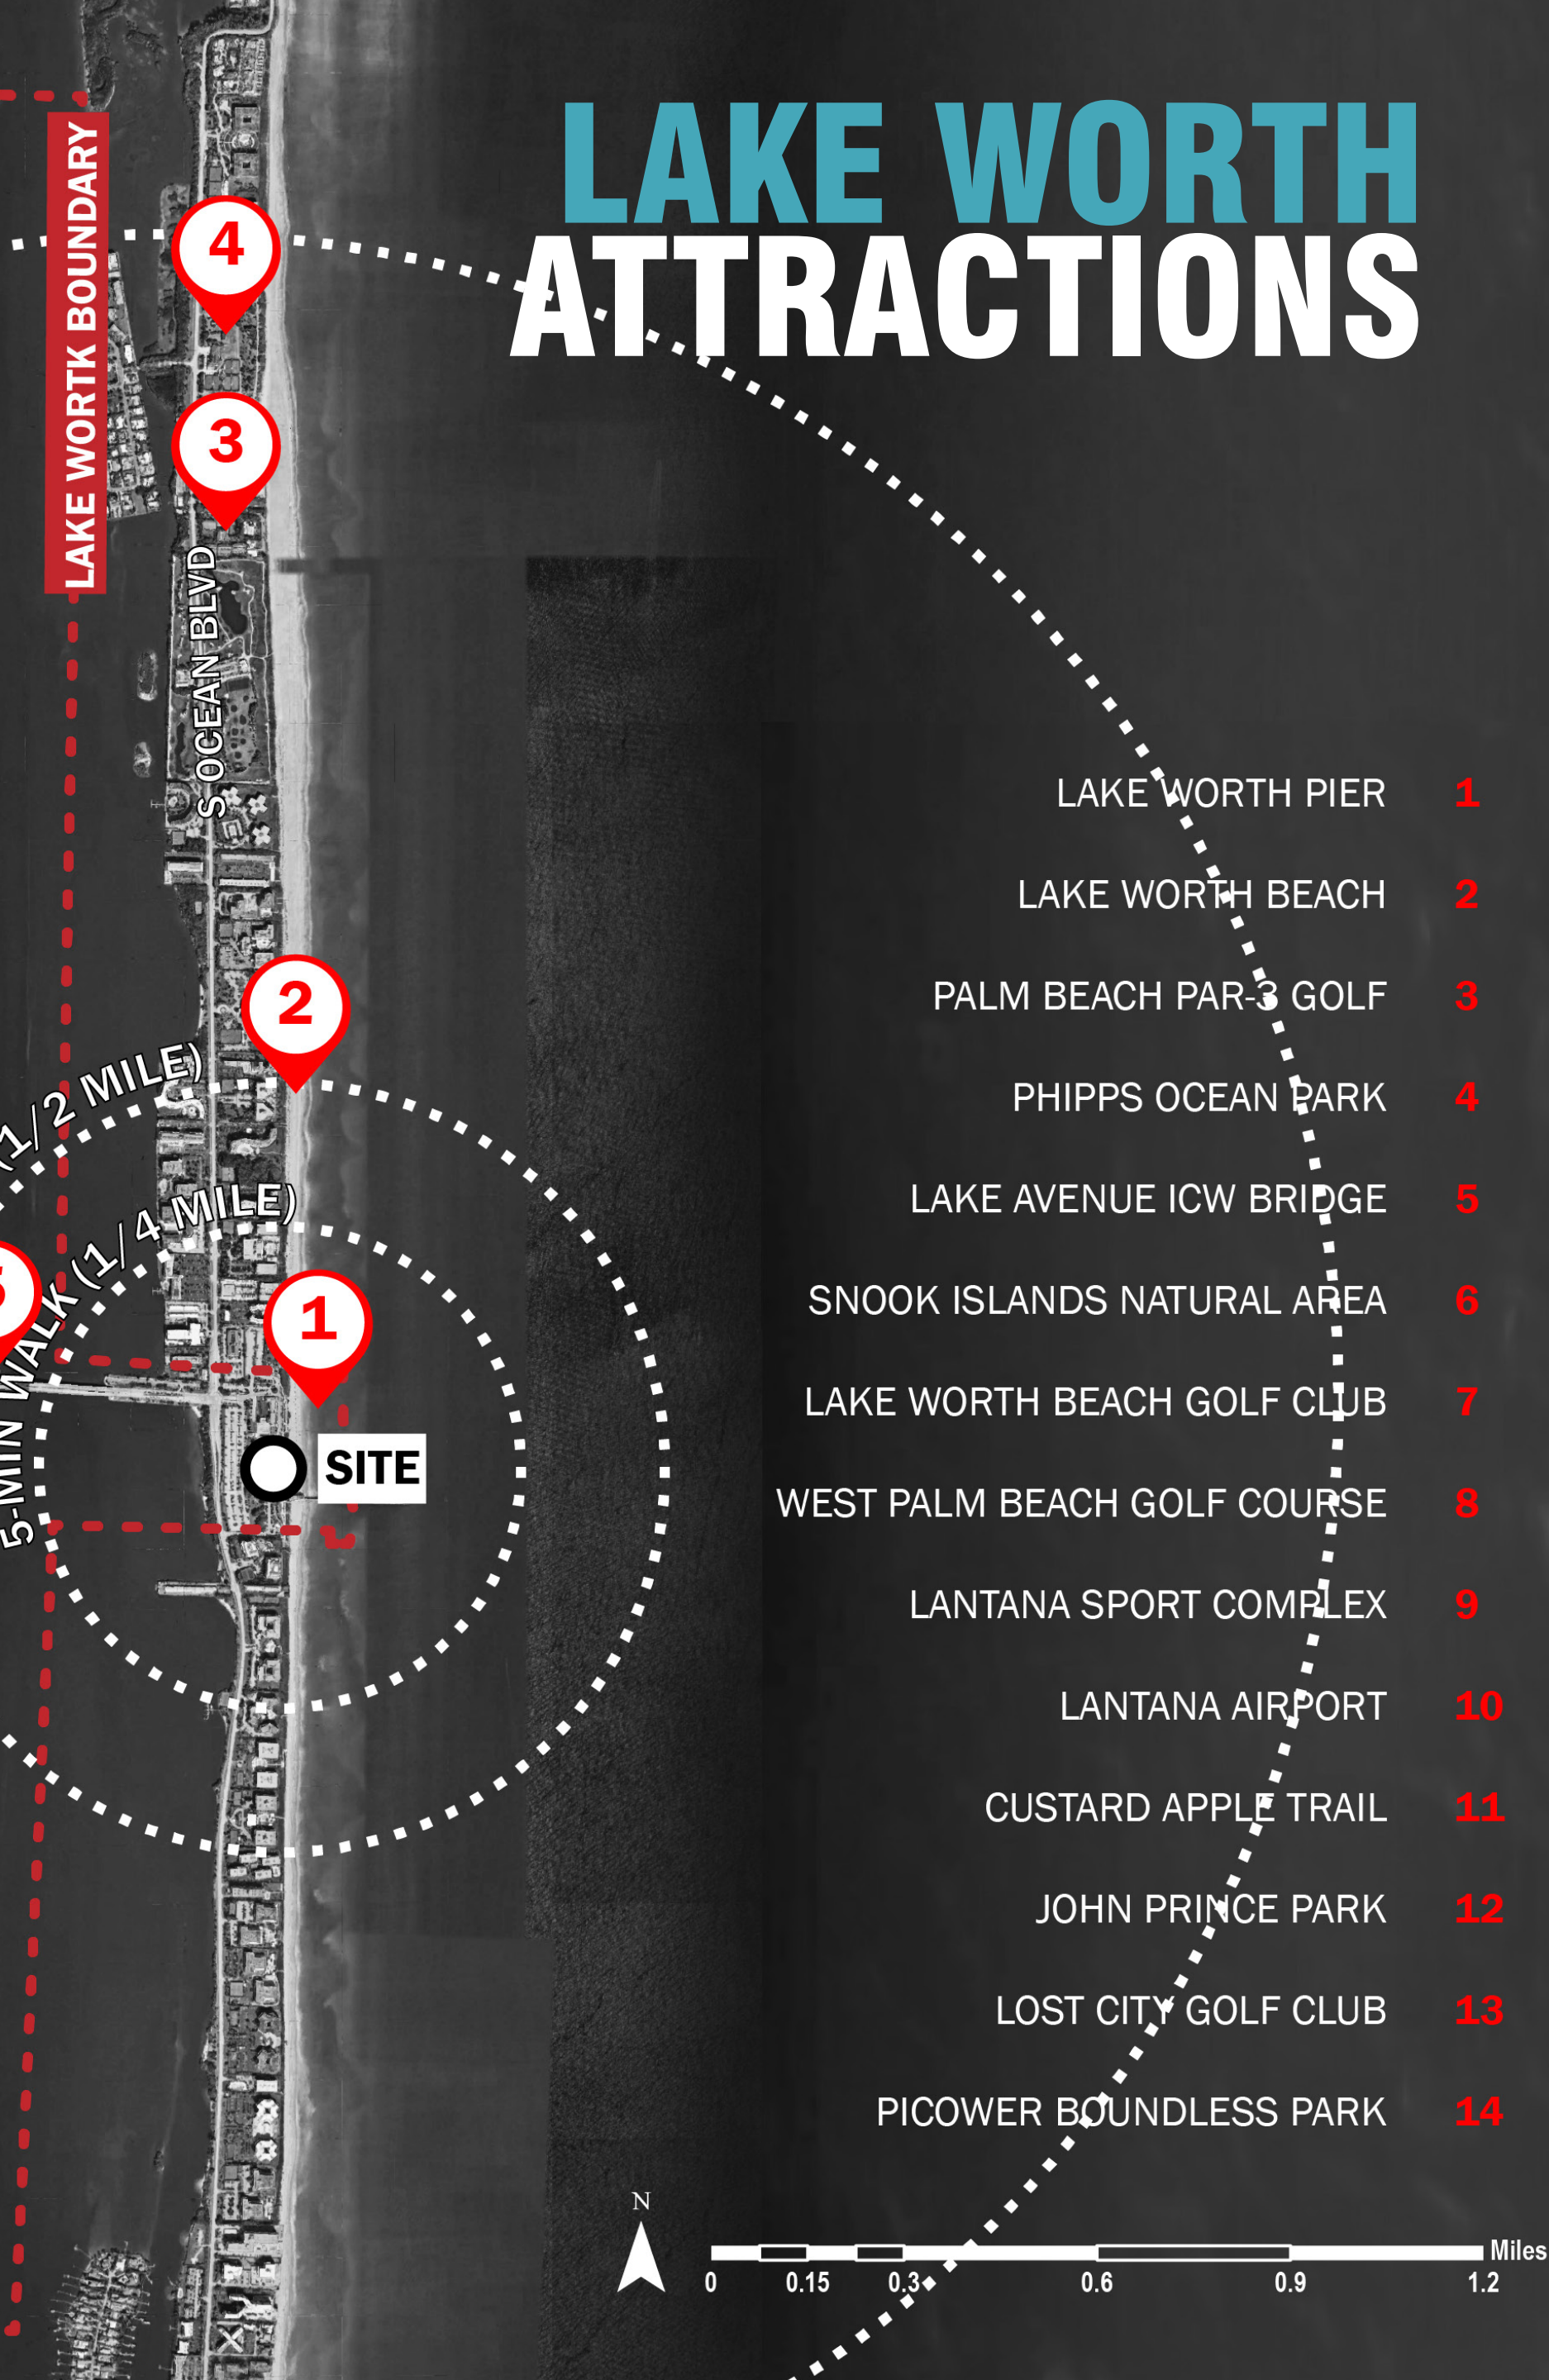 LAKE WORTH
ATTRACTIONS
LAKE WORTK BOUNDARY
4
3
S OCEAN BLVD
2
(1/2 MILE)
5-MIN WALK (1/4 MILE)
1
SITE
LAKE WORTH PIER 1
LAKE WORTH BEACH 2
PALM BEACH PAR-3 GOLF 3
PHIPPS OCEAN PARK 4
LAKE AVENUE ICW BRIDGE 5
SNOOK ISLANDS NATURAL AREA 6
LAKE WORTH BEACH GOLF CLUB 7
WEST PALM BEACH GOLF COURSE 8
LANTANA SPORT COMPLEX 9
LANTANA AIRPORT 10
CUSTARD APPLE TRAIL 11
JOHN PRINCE PARK 12
LOST CITY GOLF CLUB 13
PICOWER BOUNDLESS PARK 14
N
Miles
0 0.15 0.3 0.6 0.9 1.2